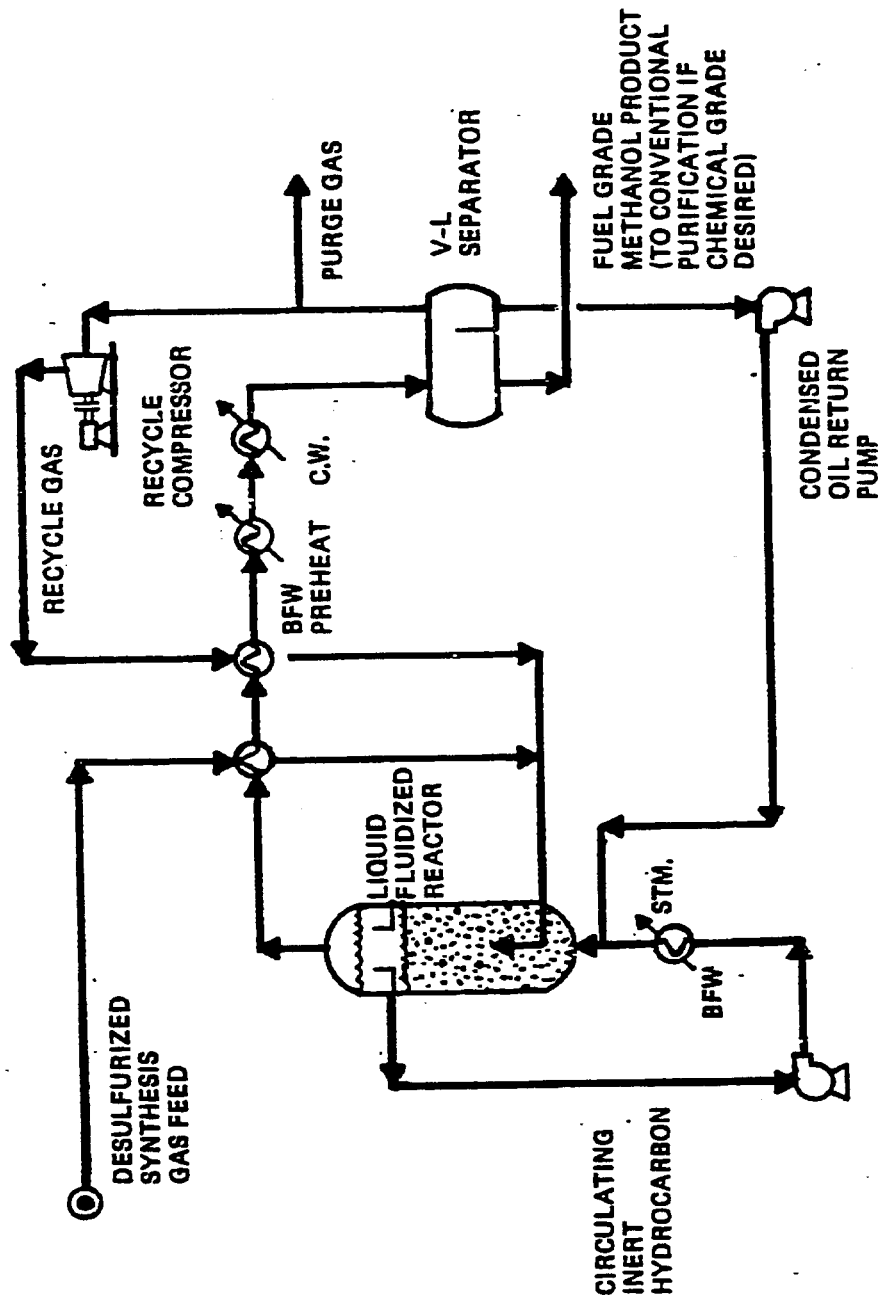 DESULFURIZED
SYNTHESIS
GAS FEED
RECYCLE GAS
RECYCLE
COMPRESSOR
PURGE GAS
BFW
PREHEAT
C.W.
V-L
SEPARATOR
LIQUID
FLUIDIZED
REACTOR
FUEL GRADE
METHANOL PRODUCT
(TO CONVENTIONAL
PURIFICATION IF
CHEMICAL GRADE
DESIRED)
STM.
BFW
CIRCULATING
INERT
HYDROCARBON
CONDENSED
OIL RETURN
PUMP